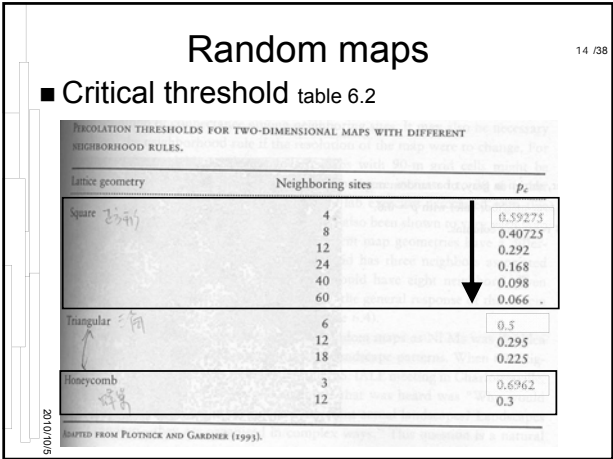 Random maps
14 /38
■ Critical threshold table 6.2
PERCOLATION THRESHOLDS FOR TWO-DIMENSIONAL MAPS WITH DIFFERENT
NEIGHBORHOOD RULES.
Lattice geometry Neighboring sites Pc
Square 4 0.59275
8 0.40725
12 0.292
24 0.168
40 0.098
60 0.066
Triangular 三角 6 0.5
12 0.295
18 0.225
Honeycomb 3 0.6962
12 0.3
ADAPTED FROM PLOTNICK AND GARDNER (1993).
2010/10/5